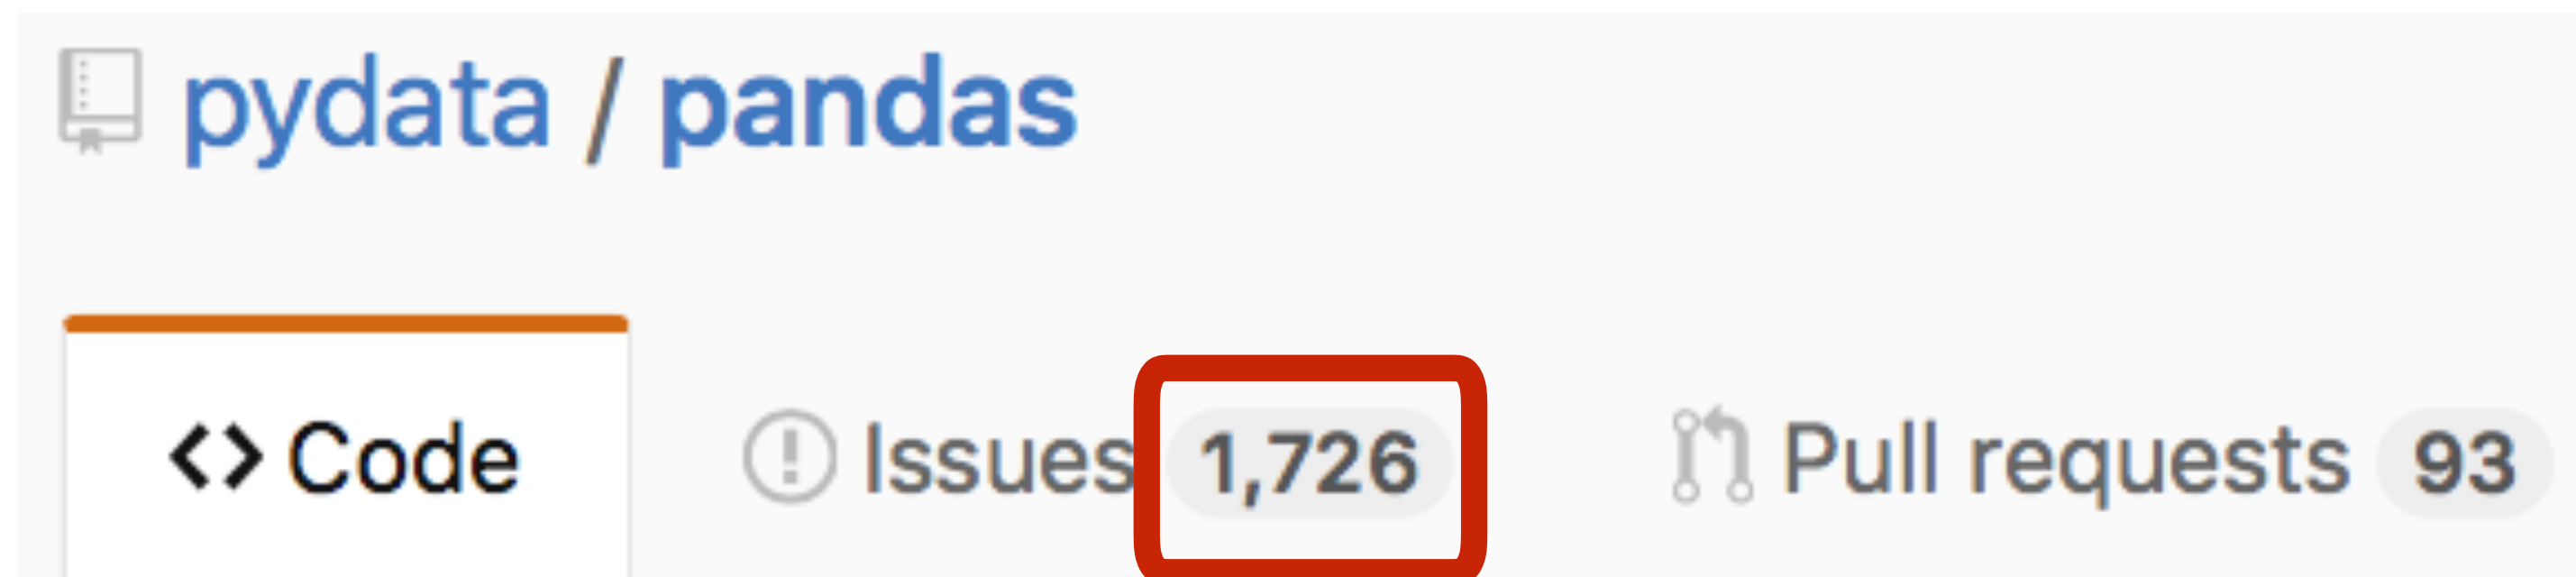 pydata / pandas
<> Code Issues 1,726 Pull requests 93